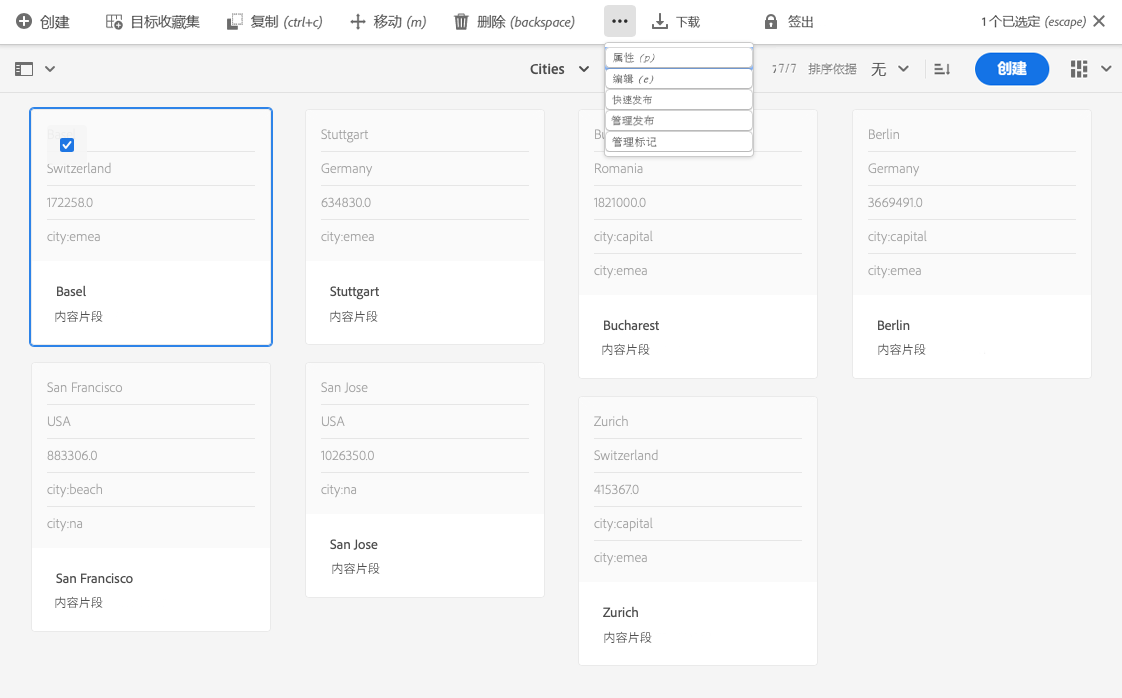 创建 目标收藏集 复制 (ctrl+c) 移动 (m) 删除 (backspace) ••• 下载 签出 1 个已选定 (escape)
Cities 77/7 排序依据 无 创建
属性 (p)
编辑 (e)
快速发布
管理发布
管理标记
Switzerland
172258.0
city:emea
Basel
内容片段
Stuttgart
Germany
634830.0
city:emea
Stuttgart
内容片段
Bu
Romania
1821000.0
city:capital
city:emea
Bucharest
内容片段
Berlin
Germany
3669491.0
city:capital
city:emea
Berlin
内容片段
San Francisco
USA
883306.0
city:beach
city:na
San Francisco
内容片段
San Jose
USA
1026350.0
city:na
San Jose
内容片段
Zurich
Switzerland
415367.0
city:capital
city:emea
Zurich
内容片段